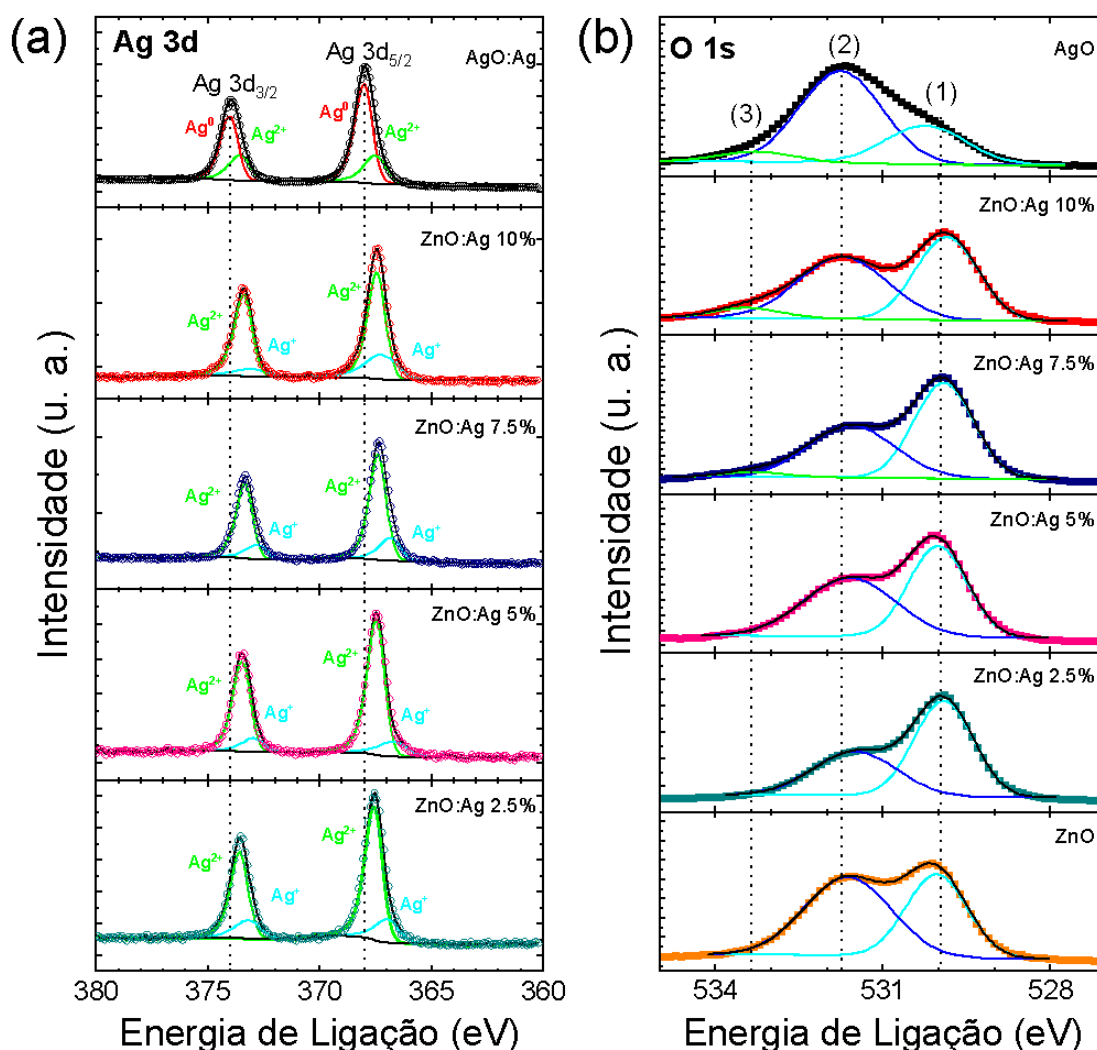 (a)
Ag 3d
AgO:Ag
Ag 3d3/2
Ag 3d5/2
Ag⁰
Ag²⁺
Ag⁰
Ag²⁺
ZnO:Ag 10%
Ag²⁺
Ag⁺
Ag²⁺
Ag⁺
ZnO:Ag 7.5%
Ag²⁺
Ag⁺
Ag²⁺
Ag⁺
ZnO:Ag 5%
Ag²⁺
Ag⁺
Ag²⁺
Ag⁺
ZnO:Ag 2.5%
Ag²⁺
Ag⁺
Ag²⁺
Ag⁺
380 375 370 365 360
Energia de Ligação (eV)
Intensidade (u. a.)
(b)
O 1s
AgO
(3)
(2)
(1)
ZnO:Ag 10%
ZnO:Ag 7.5%
ZnO:Ag 5%
ZnO:Ag 2.5%
ZnO
534 531 528
Energia de Ligação (eV)
Intensidade (u. a.)